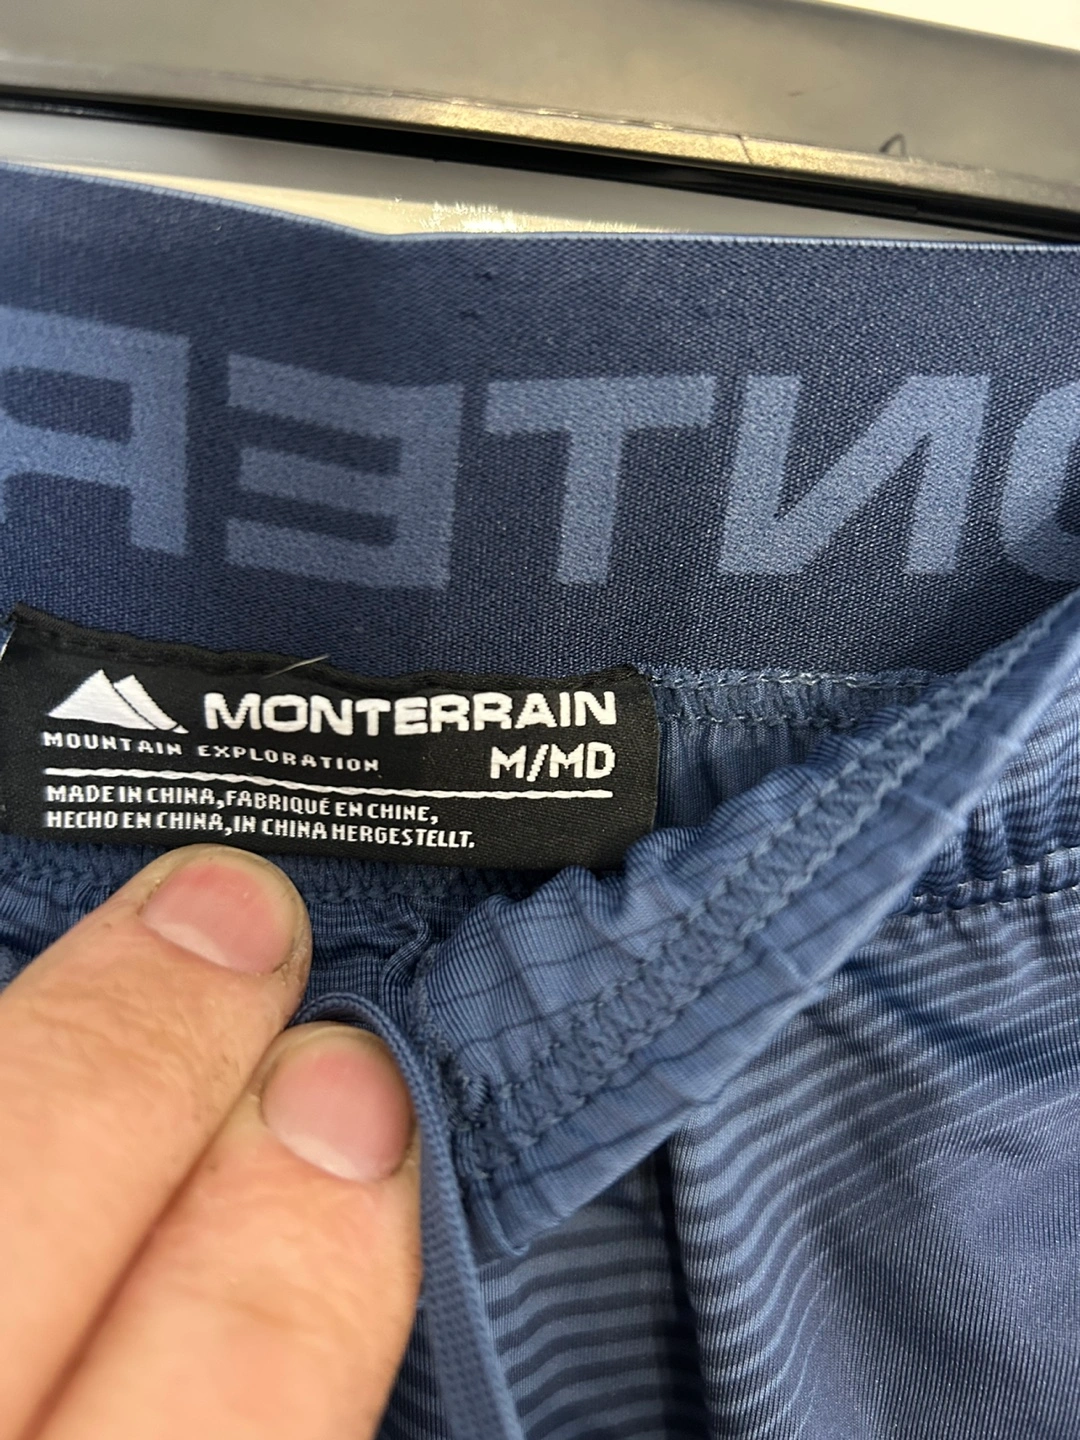 MONTERRAIN
MOUNTAIN EXPLORATION
M/MD
MADE IN CHINA,FABRIQUÉ EN CHINE,
HECHO EN CHINA,IN CHINA HERGESTELLT.